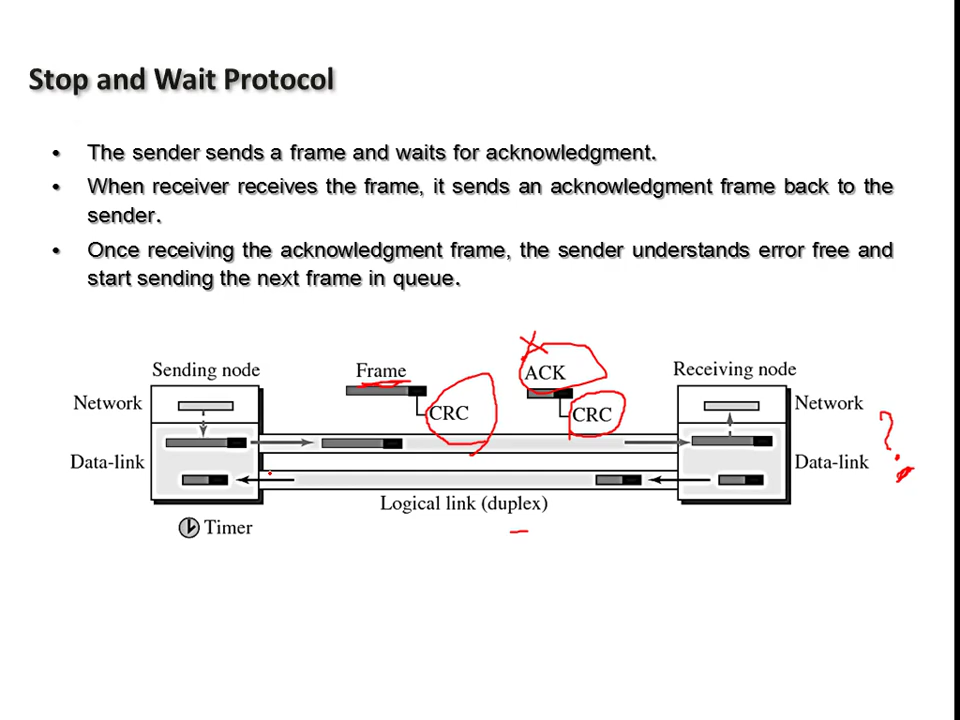 Stop and Wait Protocol
• The sender sends a frame and waits for acknowledgment.
• When receiver receives the frame, it sends an acknowledgment frame back to the
sender.
• Once receiving the acknowledgment frame, the sender understands error free and
start sending the next frame in queue.
Sending node
Frame
ACK
Receiving node
Network
CRC
CRC
Network
?
Data-link
Data-link
Logical link (duplex)
Timer